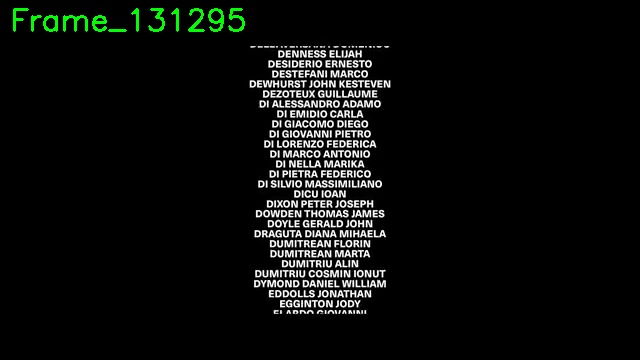 Frame_131295
DENNESS ELIJAH
DESIDERIO ERNESTO
DESTEFANI MARCO
DEWHURST JOHN KESTEVEN
DEZOTEUX GUILLAUME
DI ALESSANDRO ADAMO
DI EMIDIO CARLA
DI GIACOMO DIEGO
DI GIOVANNI PIETRO
DI LORENZO FEDERICA
DI MARCO ANTONIO
DI NELLA MARIKA
DI PIETRA FEDERICO
DI SILVIO MASSIMILIANO
DICU IOAN
DIXON PETER JOSEPH
DOWDEN THOMAS JAMES
DOYLE GERALD JOHN
DRAGUTA DIANA MIHAELA
DUMITREAN FLORIN
DUMITREAN MARTA
DUMITRIU ALIN
DUMITRIU COSMIN IONUT
DYMOND DANIEL WILLIAM
EDDOLLS JONATHAN
EGGINTON JODY